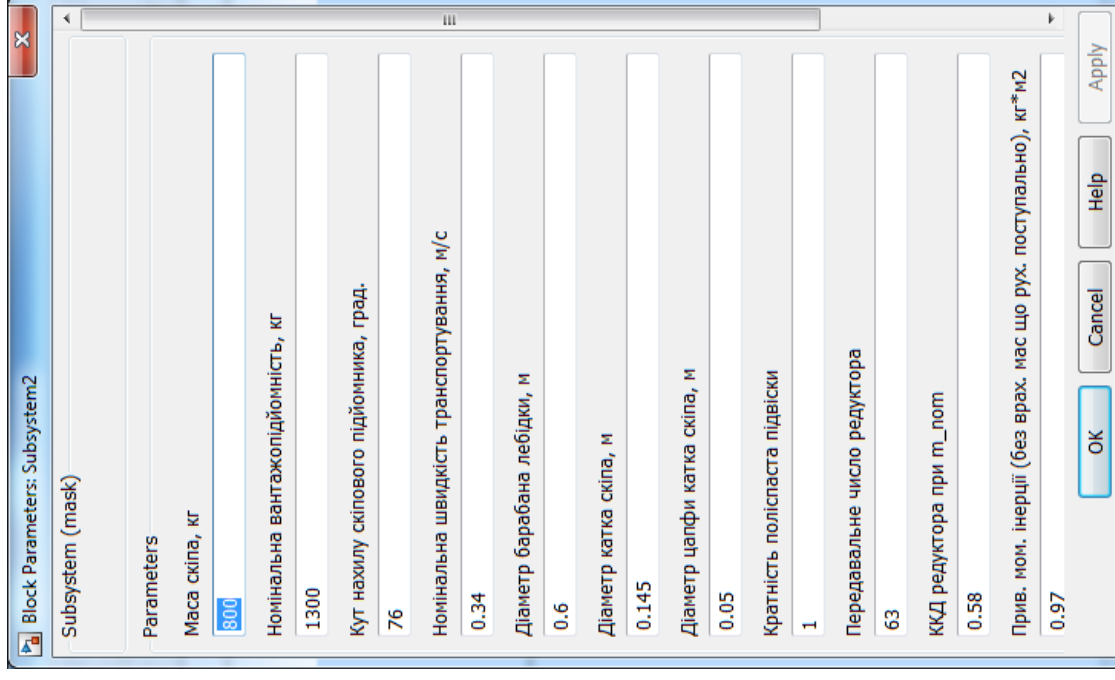 Block Parameters: Subsystem2
Subsystem (mask)
Parameters
Маса скіпа, кг
800
Номінальна вантажопідйомність, кг
1300
Кут нахилу скіпового підйомника, град.
76
Номінальна швидкість транспортування, м/с
0.34
Діаметр барабана лебідки, м
0.6
Діаметр катка скіпа, м
0.145
Діаметр цапфи катка скіпа, м
0.05
Кратність поліспаста підвіски
1
Передавальне число редуктора
63
ККД редуктора при m_nom
0.58
Прив. мом. інерції (без врах. мас що рух. поступально), кг*м2
0.97
OK Cancel Help Apply